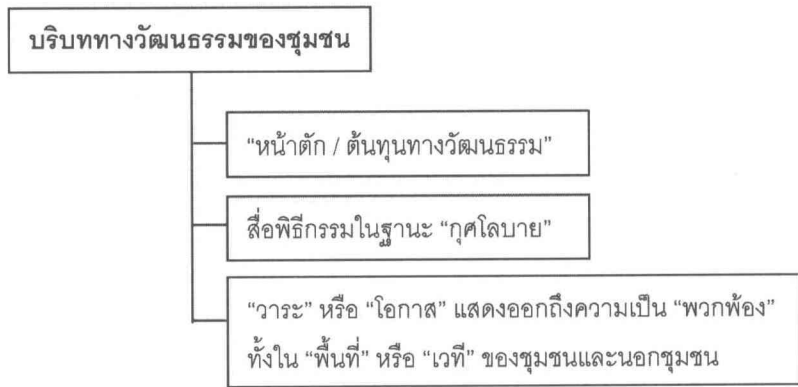 บริบททางวัฒนธรรมของชุมชน
“หน้าตัก / ต้นทุนทางวัฒนธรรม”
สื่อพิธีกรรมในฐานะ “กุศโลบาย”
“วาระ” หรือ “โอกาส” แสดงออกถึงความเป็น “พวกพ้อง”
ทั้งใน “พื้นที่” หรือ “เวที” ของชุมชนและนอกชุมชน